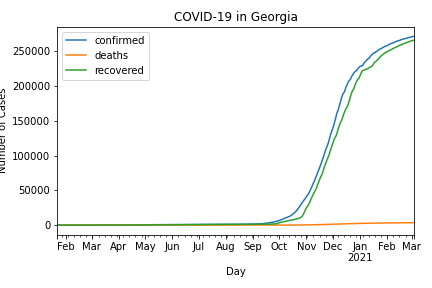 COVID-19 in Georgia
confirmed
deaths
recovered
250000
200000
150000
100000
50000
0
Number of Cases
Feb Mar Apr May Jun Jul Aug Sep Oct Nov Dec Jan Feb Mar
2021
Day